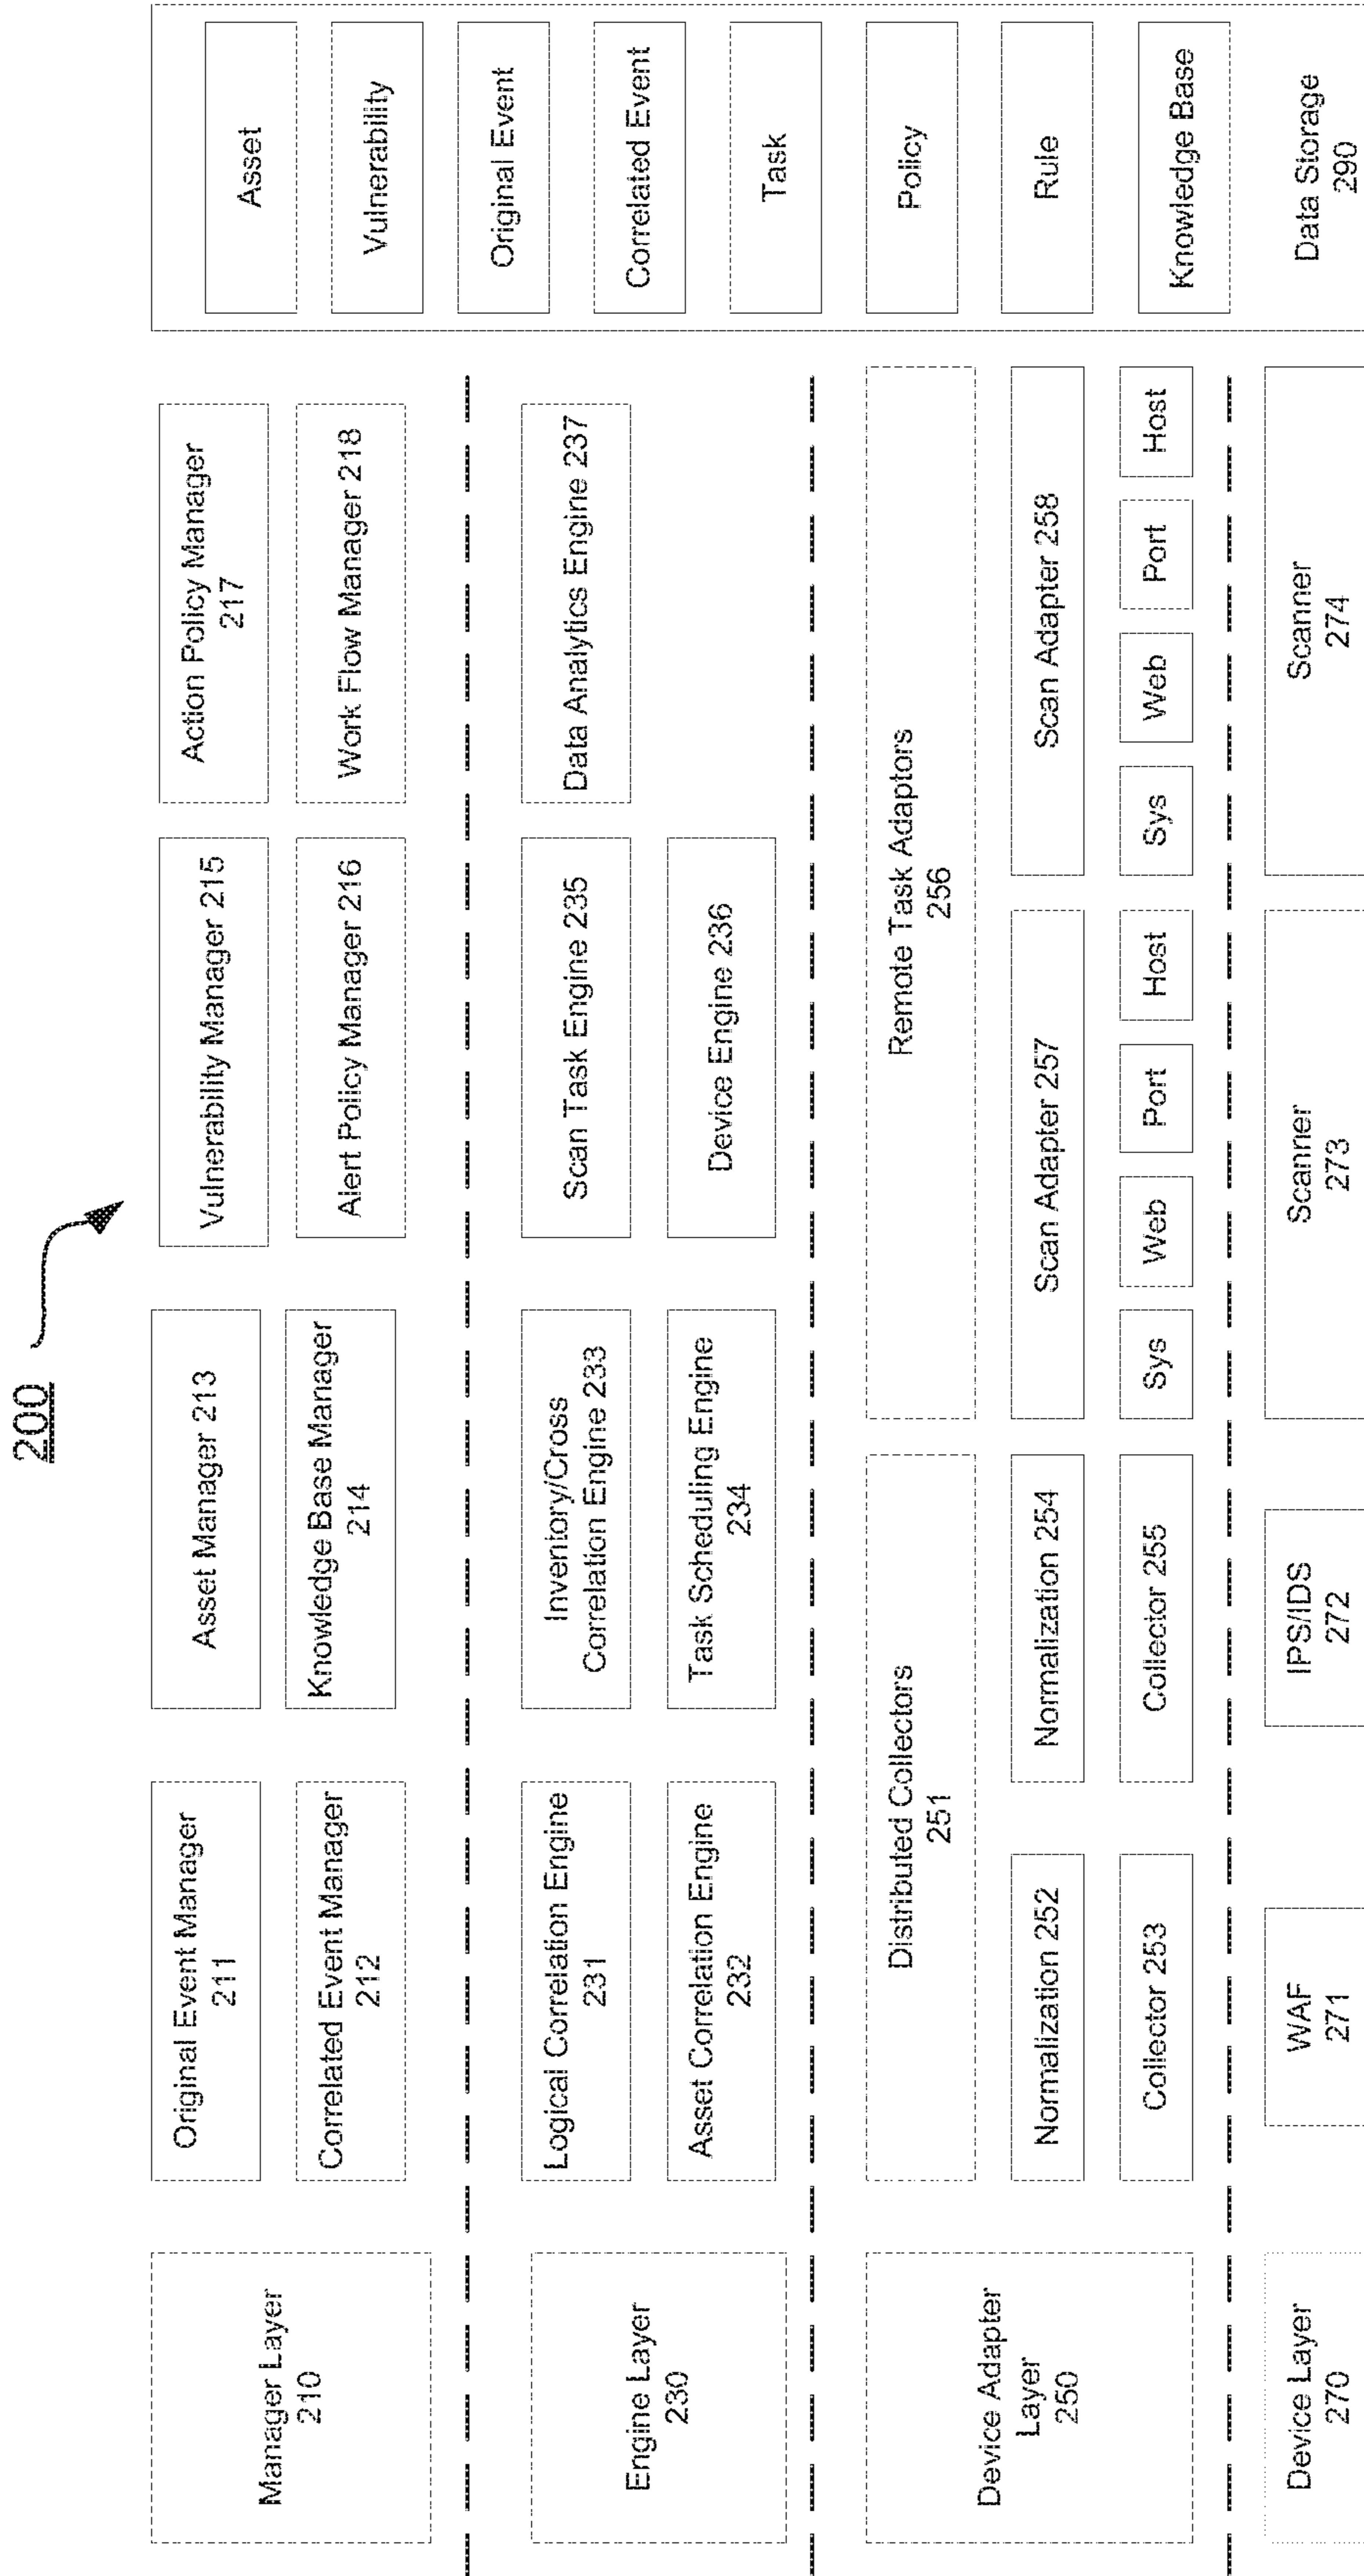 200
Manager Layer
210
Original Event Manager
211
Correlated Event Manager
212
Asset Manager 213
Knowledge Base Manager
214
Vulnerability Manager 215
Alert Policy Manager 216
Action Policy Manager
217
Work Flow Manager 218
Engine Layer
230
Logical Correlation Engine
231
Asset Correlation Engine
232
Inventory/Cross
Correlation Engine 233
Task Scheduling Engine
234
Scan Task Engine 235
Device Engine 236
Data Analytics Engine 237
Device Adapter
Layer
250
Distributed Collectors
251
Normalization 252
Collector 253
Normalization 254
Collector 255
Remote Task Adaptors
256
Scan Adapter 257
Sys
Web
Port
Host
Scan Adapter 258
Sys
Web
Port
Host
Device Layer
270
WAF
271
IPS/IDS
272
Scanner
273
Scanner
274
Asset
Vulnerability
Original Event
Correlated Event
Task
Policy
Rule
Knowledge Base
Data Storage
290